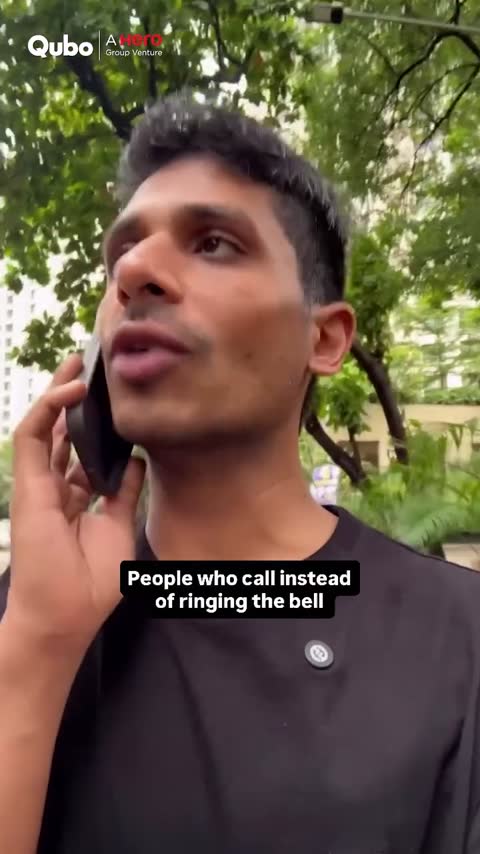 Qubo
A Hero
Group Venture
People who call instead
of ringing the bell